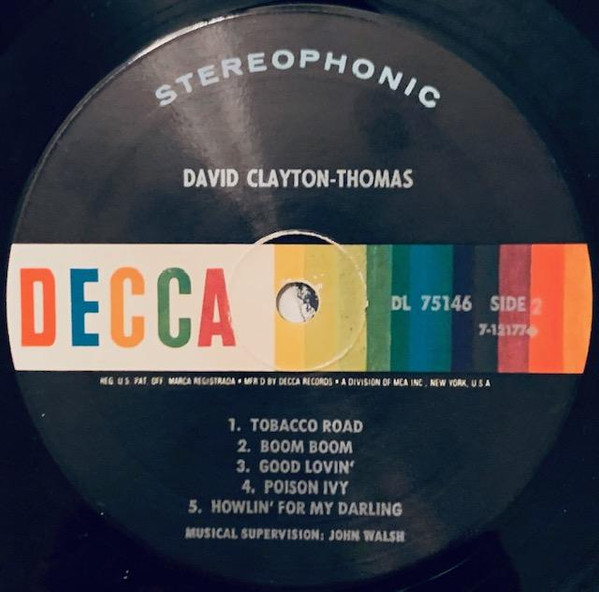 STEREOPHONIC
DAVID CLAYTON-THOMAS
DECCA
DL 75146 SIDE 2
7-12177◆
REG. U.S. PAT. OFF. MARCA REGISTRADA • MFR'D BY DECCA RECORDS • A DIVISION OF MCA INC., NEW YORK, U.S.A
1. TOBACCO ROAD
2. BOOM BOOM
3. GOOD LOVIN'
4. POISON IVY
5. HOWLIN' FOR MY DARLING
MUSICAL SUPERVISION: JOHN WALSH